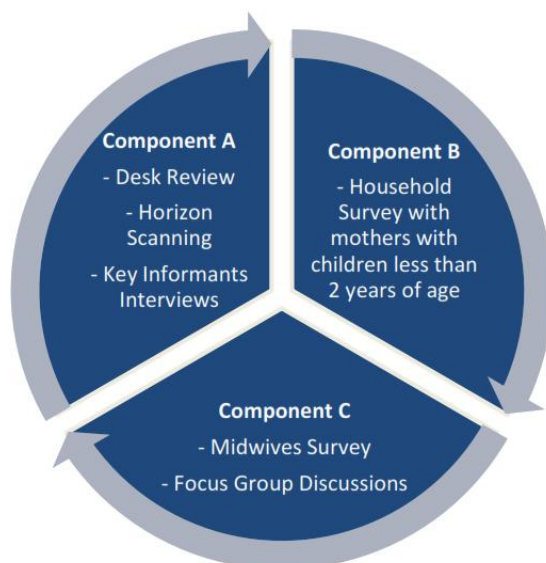 Component A
- Desk Review
- Horizon
Scanning
- Key Informants
Interviews
Component B
- Household
Survey with
mothers with
children less than
2 years of age
Component C
- Midwives Survey
- Focus Group Discussions